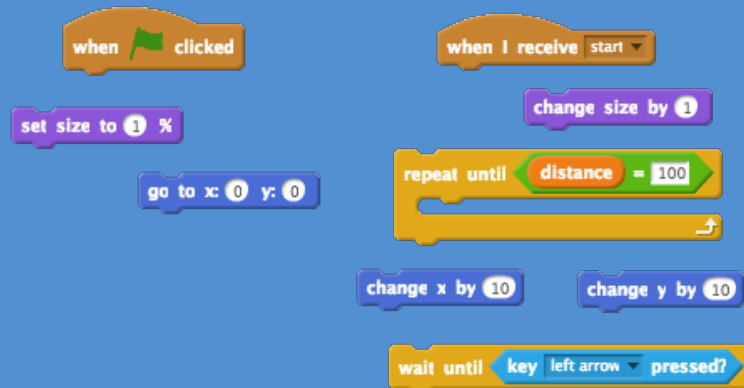 when clicked
when I receive start
set size to 1 %
change size by 1
go to x: 0 y: 0
repeat until distance = 100
change x by 10
change y by 10
wait until key left arrow pressed?